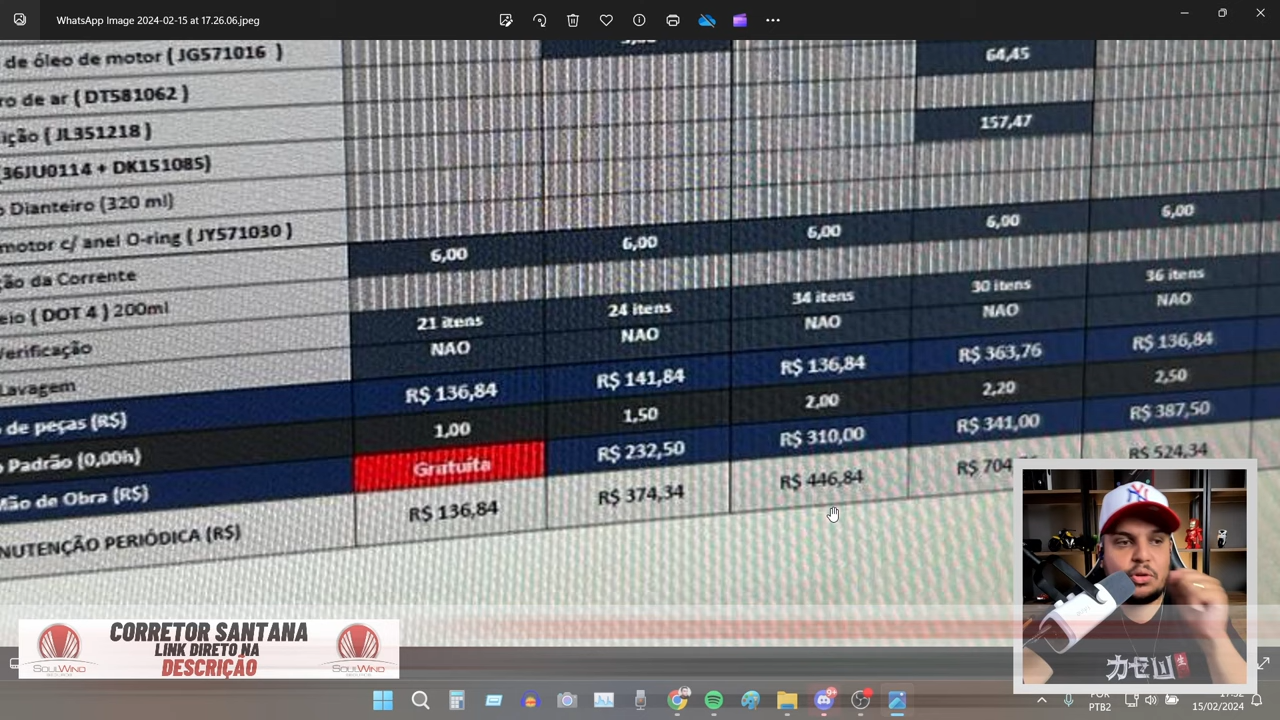 WhatsApp Image 2024-02-15 at 17.26.06.jpeg
de óleo de motor ( JG571016 )
64,45
ro de ar ( DT581062 )
ição ( JL351218 )
157,47
36JU0114 + DK151085)
o Dianteiro (320 ml)
motor c/ anel O-ring ( JY571030 )
6,00 6,00 6,00 6,00 6,00
ão da Corrente
eio ( DOT 4 ) 200ml
Verificação
21 itens 24 itens 34 itens 30 itens 36 itens
Lavagem
NAO NAO NAO NAO NAO
de peças (R$)
R$ 136,84 R$ 141,84 R$ 136,84 R$ 363,76 R$ 136,84
Padrão (0,00h)
1,00 1,50 2,00 2,20 2,50
Mão de Obra (R$)
Gratuita R$ 232,50 R$ 310,00 R$ 341,00 R$ 387,50
NUTENÇÃO PERIÓDICA (R$)
R$ 136,84 R$ 374,34 R$ 446,84 R$ 704 R$ 524,34
CORRETOR SANTANA
LINK DIRETO NA
DESCRIÇÃO
SOULWIND
SOULWIND
POR
PTB2
17:32
15/02/2024